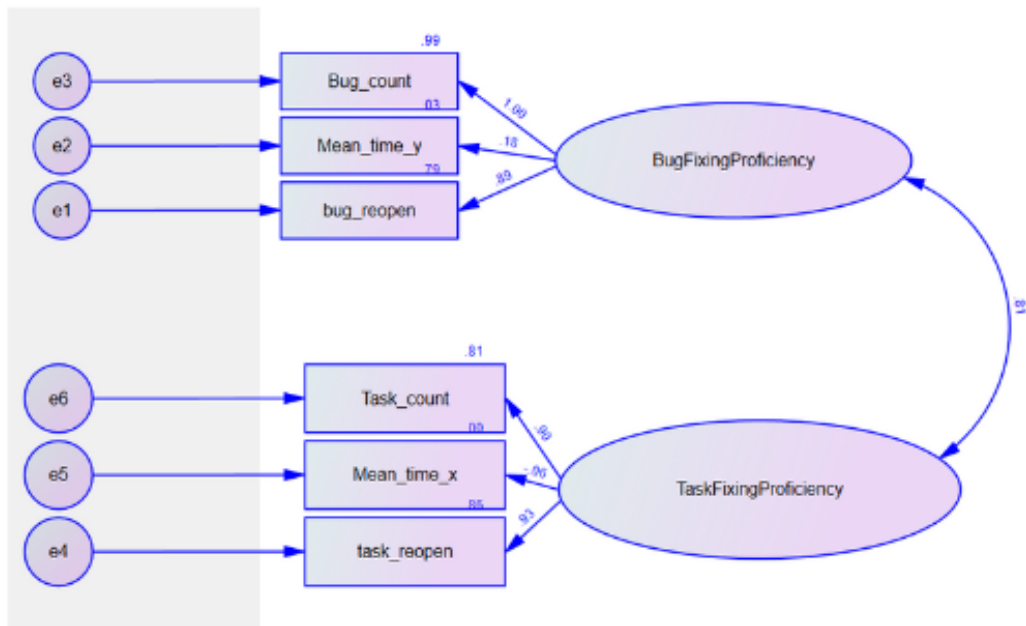 .99
e3
Bug_count
1.00
.03
e2
Mean_time_y
.18
BugFixingProficiency
.79
.89
e1
bug_reopen
.81
.81
e6
Task_count
.90
.00
e5
Mean_time_x
-.06
TaskFixingProficiency
.93
e4
task_reopen